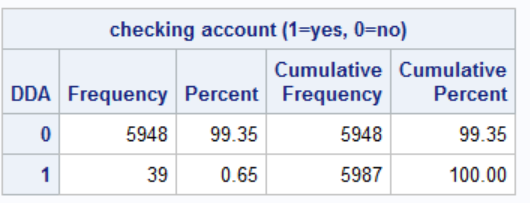 checking account (1=yes, 0=no)
DDA Frequency Percent Cumulative Frequency Cumulative Percent
0 5948 99.35 5948 99.35
1 39 0.65 5987 100.00